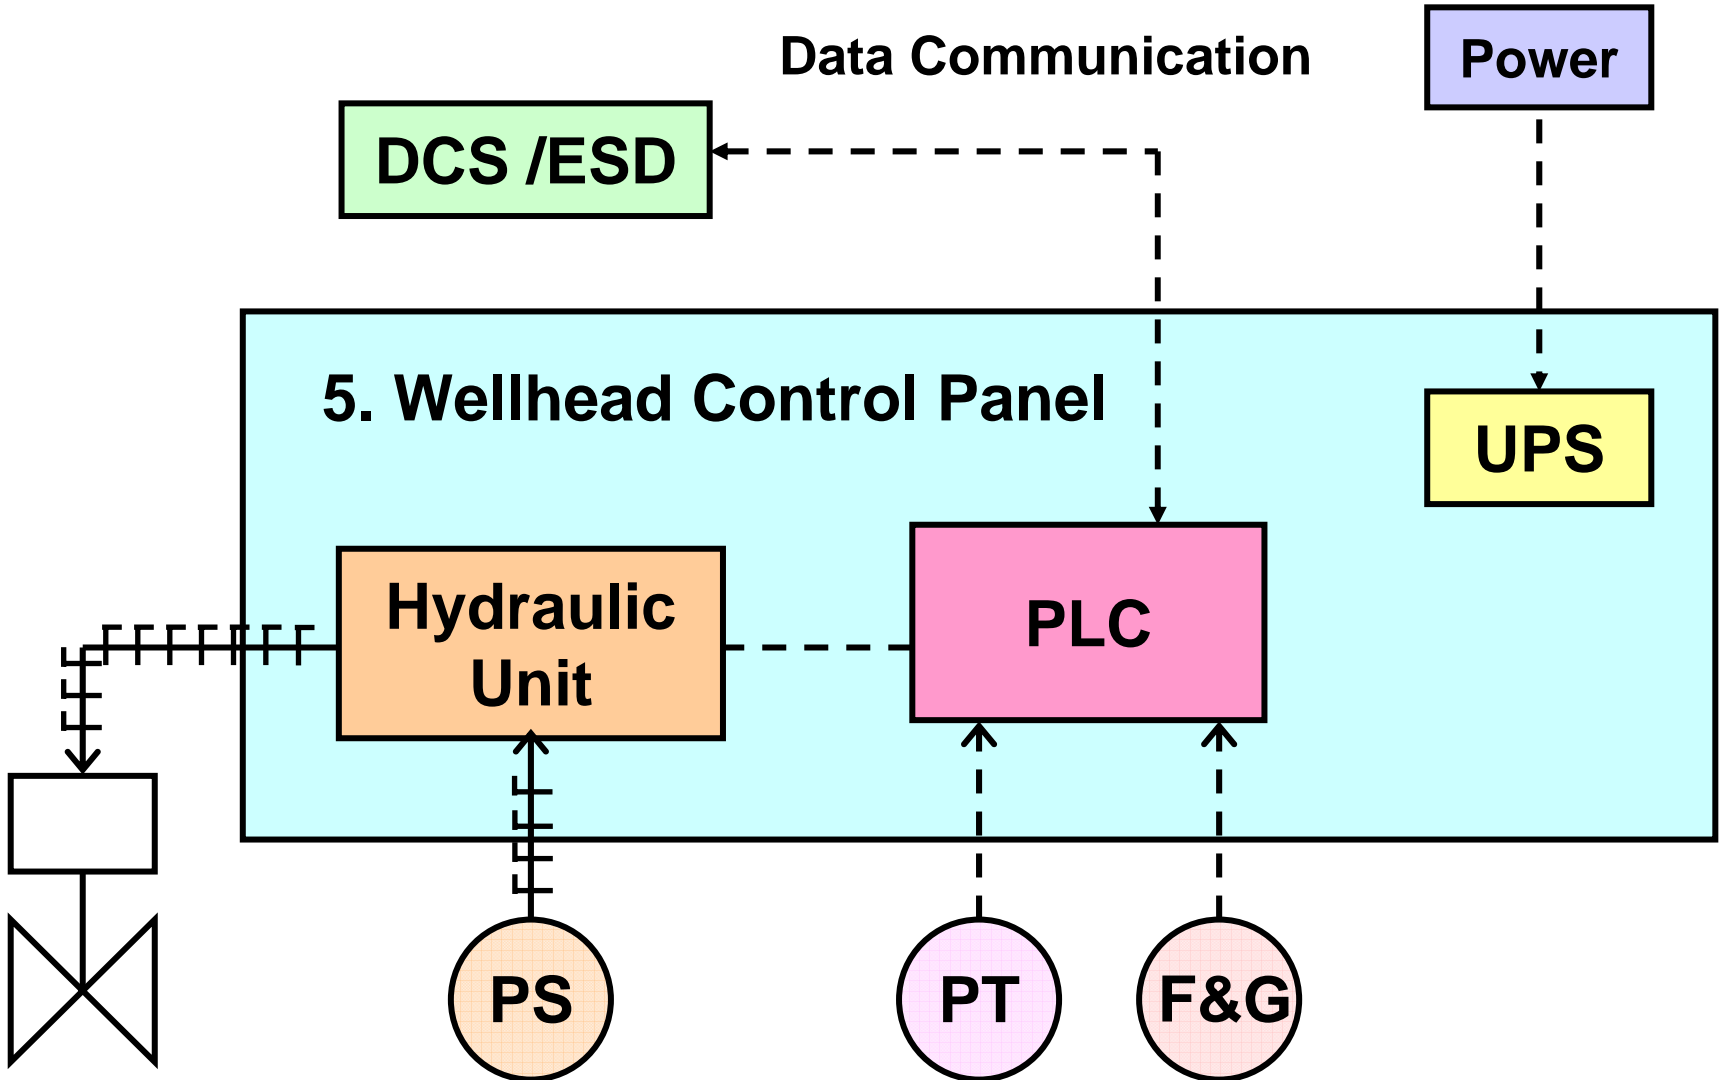 Data Communication
Power
DCS /ESD
5. Wellhead Control Panel
UPS
Hydraulic
Unit
PLC
PS
PT
F&G